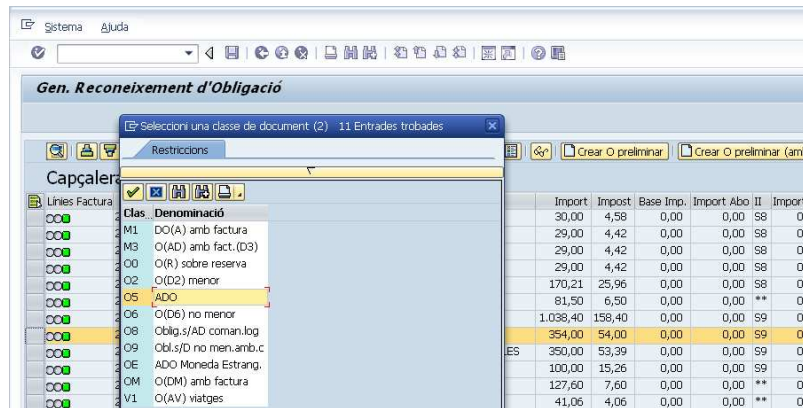 Sistema Ajuda
Gen. Reconeixement d'Obligació
Seleccioni una classe de document (2) 11 Entrades trobades
Restriccions
Crear O preliminar Crear O preliminar (am
Capçalera
Línies Factura Import Impost Base Imp. Import Abo II Import
Clas.. Denominació
30,00 4,58 0,00 0,00 S8 0
M1 DO(A) amb factura 29,00 4,42 0,00 0,00 S8 0
M3 O(AD) amb fact.(D3) 29,00 4,42 0,00 0,00 S8 0
O0 O(R) sobre reserva 29,00 4,42 0,00 0,00 S8 0
O2 O(D2) menor 170,21 25,96 0,00 0,00 S8 0
O5 ADO 81,50 6,50 0,00 0,00 ** 0
O6 O(D6) no menor 1.038,40 158,40 0,00 0,00 S9 0
O8 Oblig.s/AD coman.log 354,00 54,00 0,00 0,00 S9 0
O9 Obl.s/D no men.amb.c LES 350,00 53,39 0,00 0,00 S9 0
OE ADO Moneda Estrang. 100,00 15,26 0,00 0,00 S9 0
OM O(DM) amb factura 127,60 7,60 0,00 0,00 ** 0
V1 O(AV) viatges 41,06 4,06 0,00 0,00 ** 0